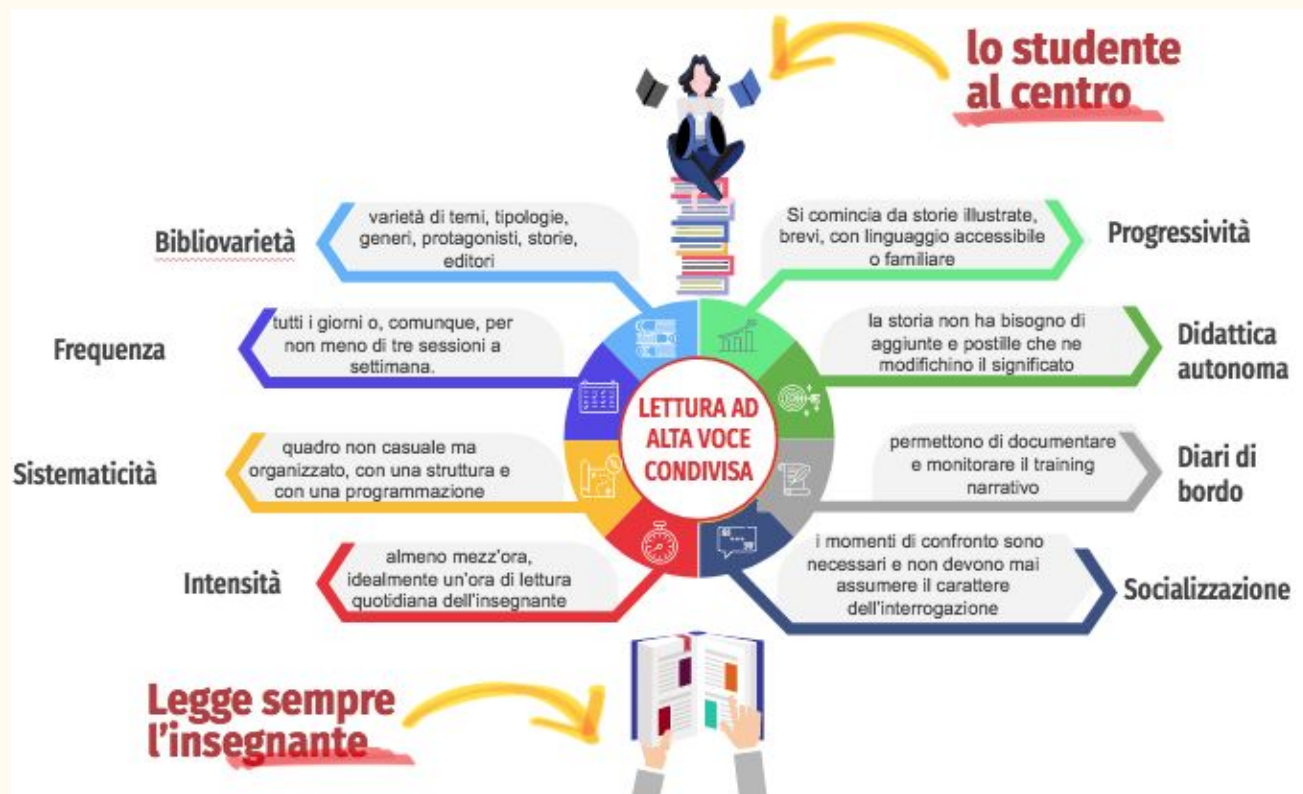 lo studente
al centro
Bibliovarietà
varietà di temi, tipologie,
generi, protagonisti, storie,
editori
Si comincia da storie illustrate,
brevi, con linguaggio accessibile
o familiare
Progressività
Frequenza
tutti i giorni o, comunque, per
non meno di tre sessioni a
settimana.
la storia non ha bisogno di
aggiunte e postille che ne
modifichino il significato
Didattica
autonoma
LETTURA AD
ALTA VOCE
CONDIVISA
Sistematicità
quadro non casuale ma
organizzato, con una struttura e
con una programmazione
permettono di documentare
e monitorare il training
narrativo
Diari di
bordo
Intensità
almeno mezz'ora,
idealmente un'ora di lettura
quotidiana dell'insegnante
i momenti di confronto sono
necessari e non devono mai
assumere il carattere
dell'interrogazione
Socializzazione
Legge sempre
l'insegnante